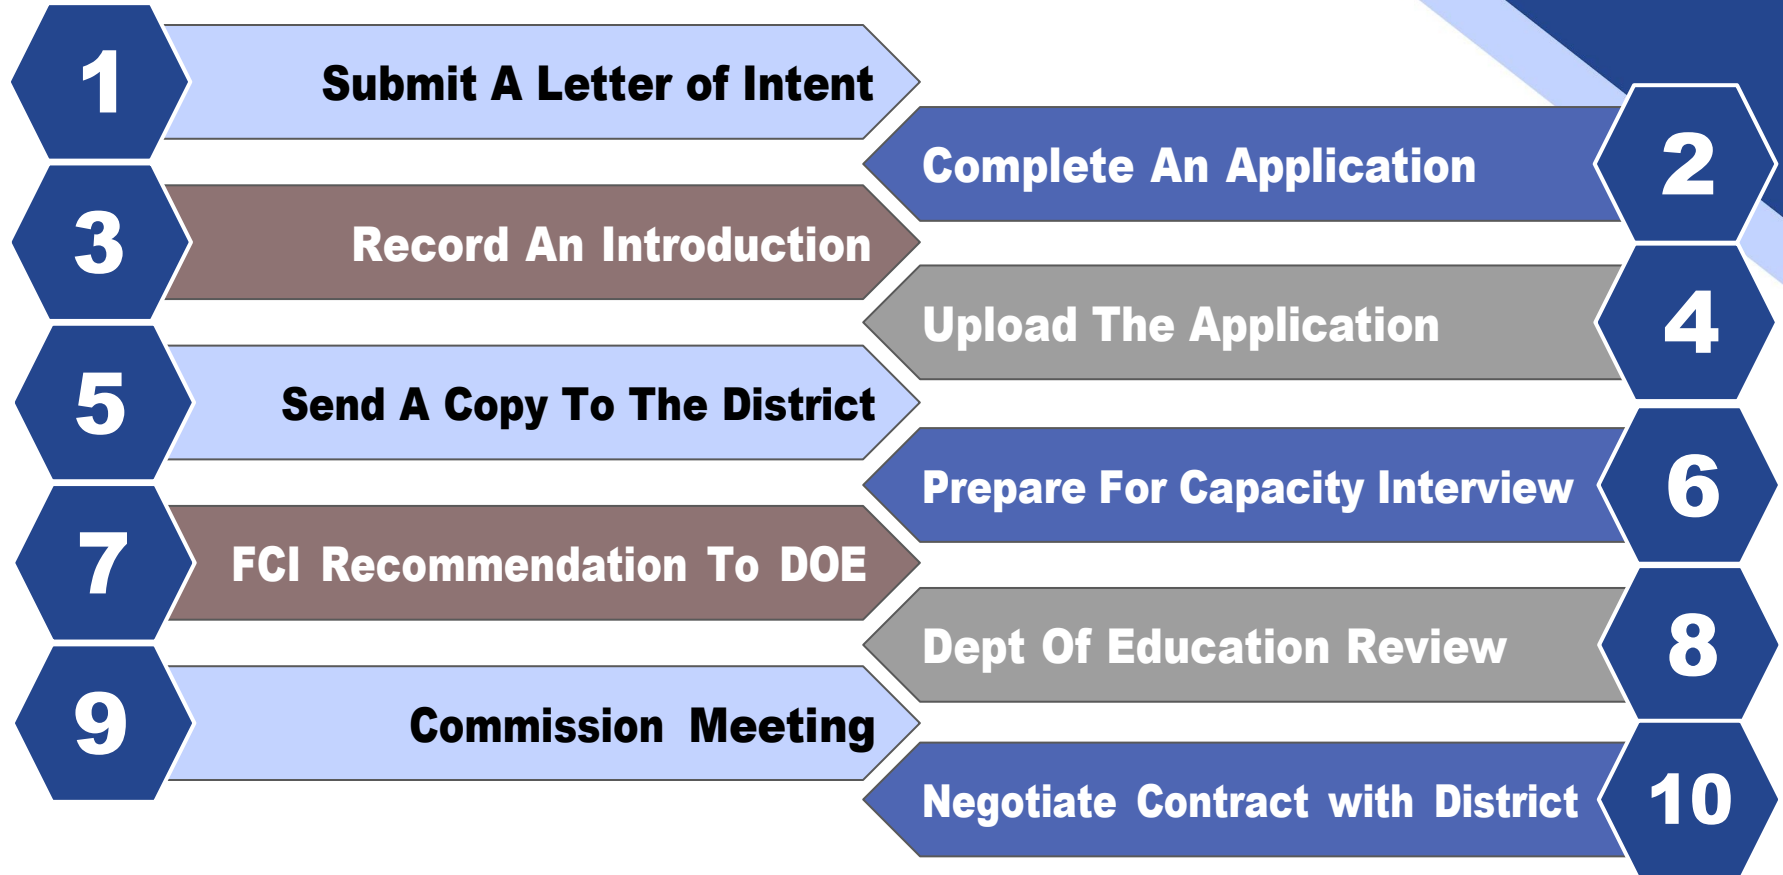 1
Submit A Letter of Intent
2
Complete An Application
3
Record An Introduction
4
Upload The Application
5
Send A Copy To The District
6
Prepare For Capacity Interview
7
FCI Recommendation To DOE
8
Dept Of Education Review
9
Commission Meeting
10
Negotiate Contract with District